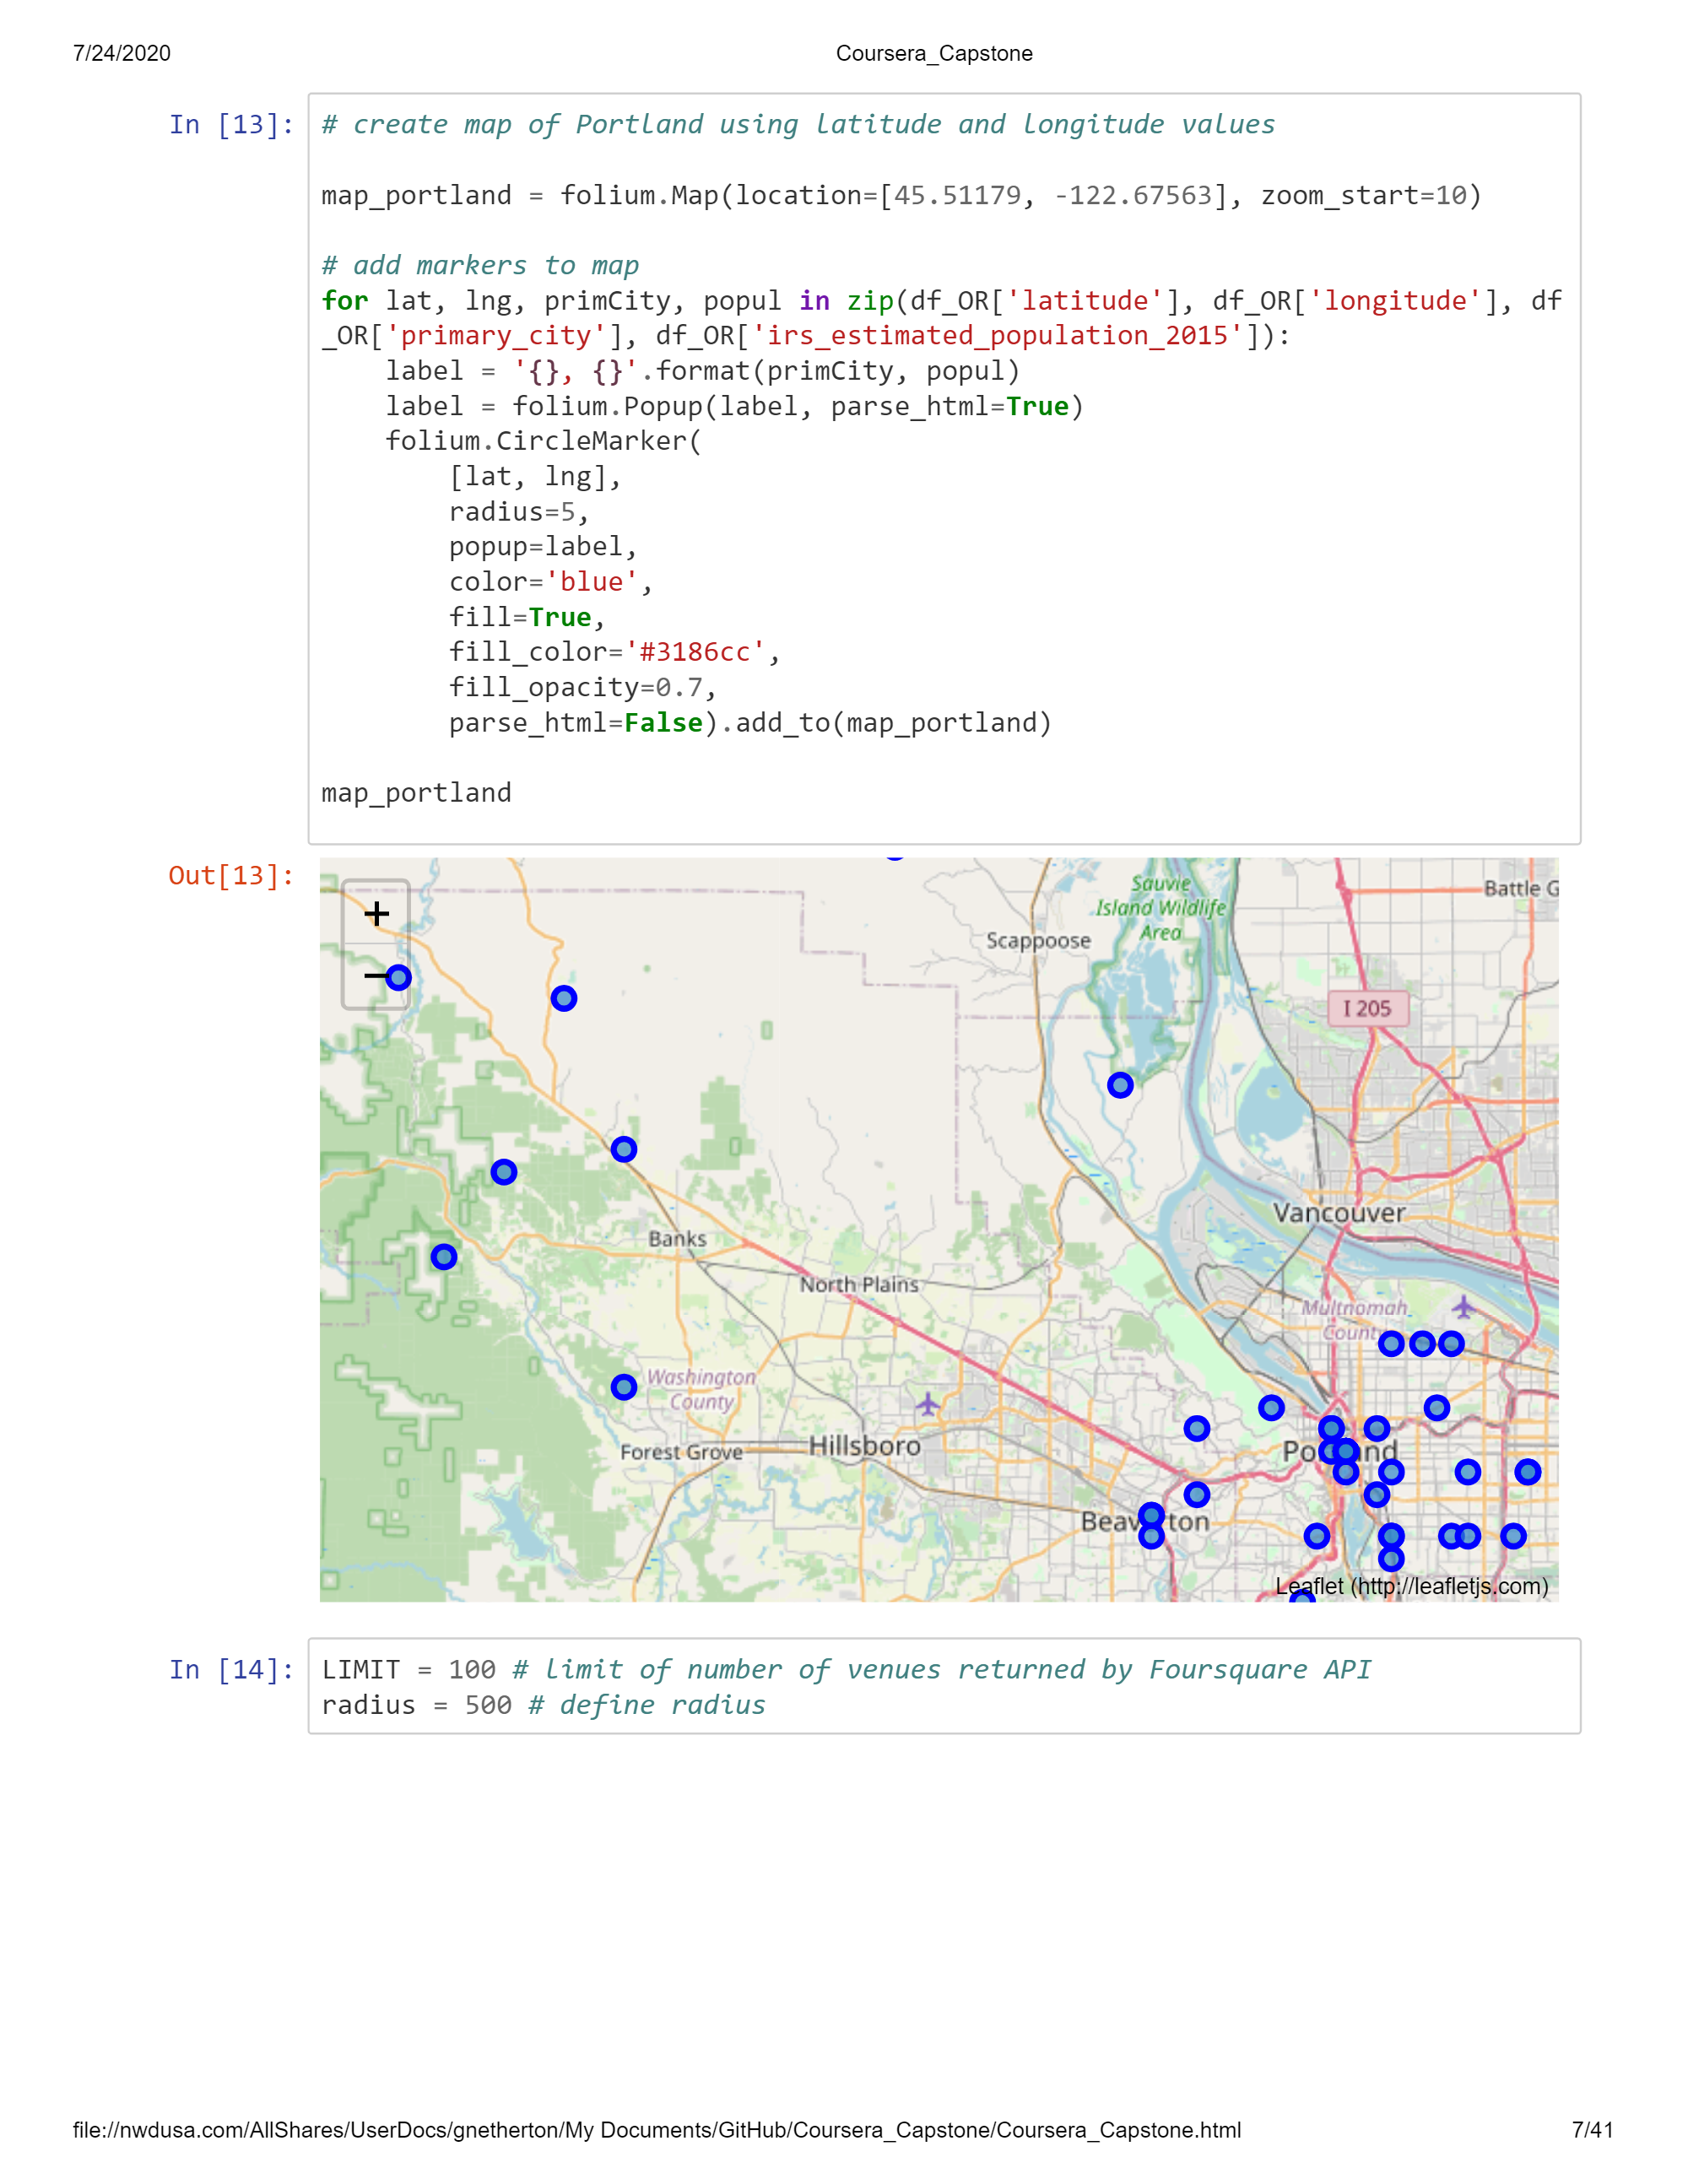 7/24/2020
Coursera_Capstone
In [13]:
# create map of Portland using latitude and longitude values
map_portland = folium.Map(location=[45.51179, -122.67563], zoom_start=10)
# add markers to map
for lat, lng, primCity, popul in zip(df_OR['latitude'], df_OR['longitude'], df
_OR['primary_city'], df_OR['irs_estimated_population_2015']):
    label = '{}, {}'.format(primCity, popul)
    label = folium.Popup(label, parse_html=True)
    folium.CircleMarker(
        [lat, lng],
        radius=5,
        popup=label,
        color='blue',
        fill=True,
        fill_color='#3186cc',
        fill_opacity=0.7,
        parse_html=False).add_to(map_portland)
map_portland
Out[13]:
+
−
Sauvie
Island Wildlife
Area
Battle G
Scappoose
I 205
Vancouver
Banks
North Plains
Multnomah
County
Washington
County
Forest Grove
Hillsboro
Portland
Beaverton
Leaflet (http://leafletjs.com)
In [14]:
LIMIT = 100 # limit of number of venues returned by Foursquare API
radius = 500 # define radius
file://nwdusa.com/AllShares/UserDocs/gnetherton/My Documents/GitHub/Coursera_Capstone/Coursera_Capstone.html
7/41